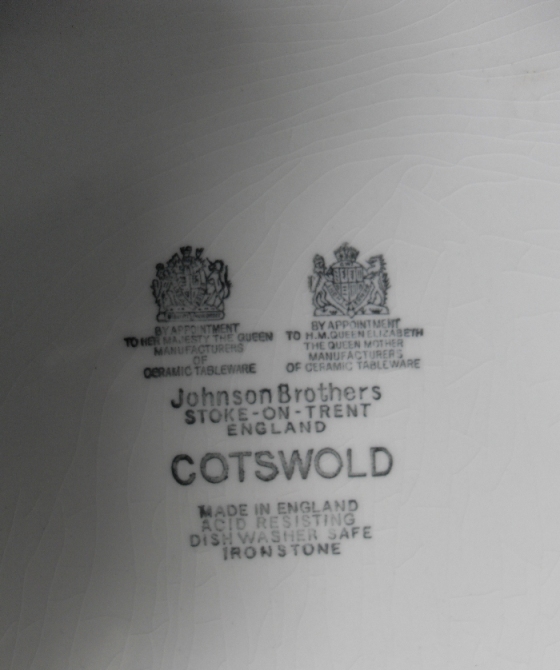 BY APPOINTMENT
TO HER MAJESTY THE QUEEN
MANUFACTURERS
OF
CERAMIC TABLEWARE
BY APPOINTMENT
TO H.M. QUEEN ELIZABETH
THE QUEEN MOTHER
MANUFACTURERS
OF CERAMIC TABLEWARE
Johnson Brothers
STOKE-ON-TRENT
ENGLAND
COTSWOLD
MADE IN ENGLAND
ACID RESISTING
DISH WASHER SAFE
IRONSTONE